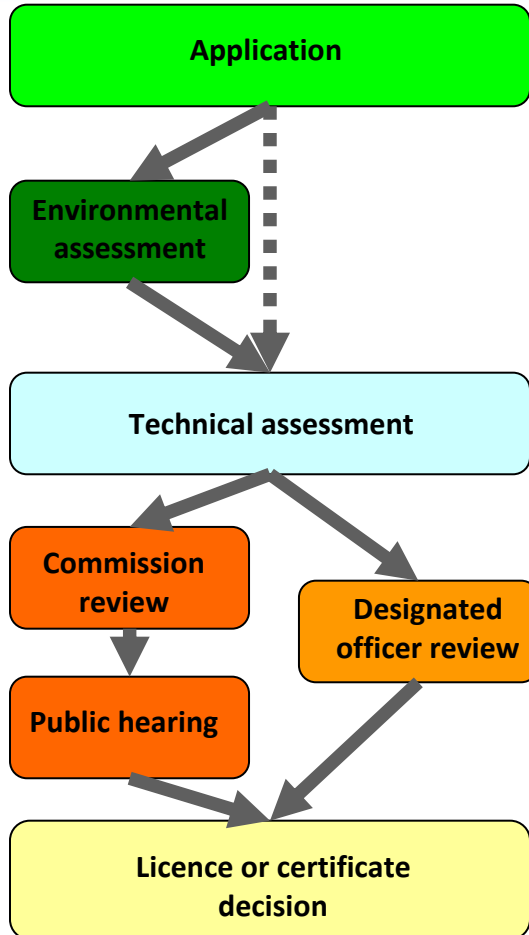 Application
Environmental
assessment
Technical assessment
Commission
review
Designated
officer review
Public hearing
Licence or certificate
decision